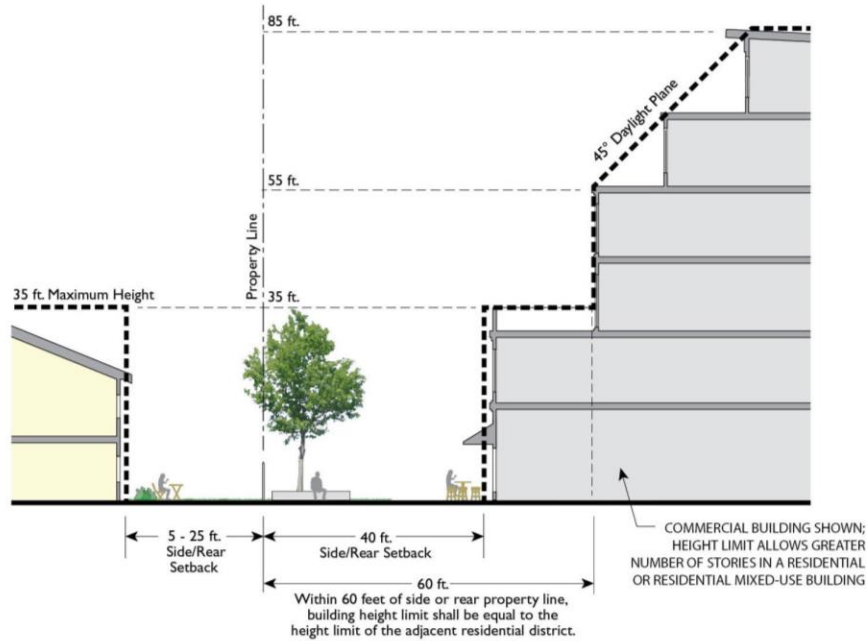 85 ft.
45° Daylight Plane
55 ft.
Property Line
35 ft. Maximum Height
35 ft.
5 - 25 ft.
Side/Rear
Setback
40 ft.
Side/Rear Setback
60 ft.
Within 60 feet of side or rear property line,
building height limit shall be equal to the
height limit of the adjacent residential district.
COMMERCIAL BUILDING SHOWN;
HEIGHT LIMIT ALLOWS GREATER
NUMBER OF STORIES IN A RESIDENTIAL
OR RESIDENTIAL MIXED-USE BUILDING